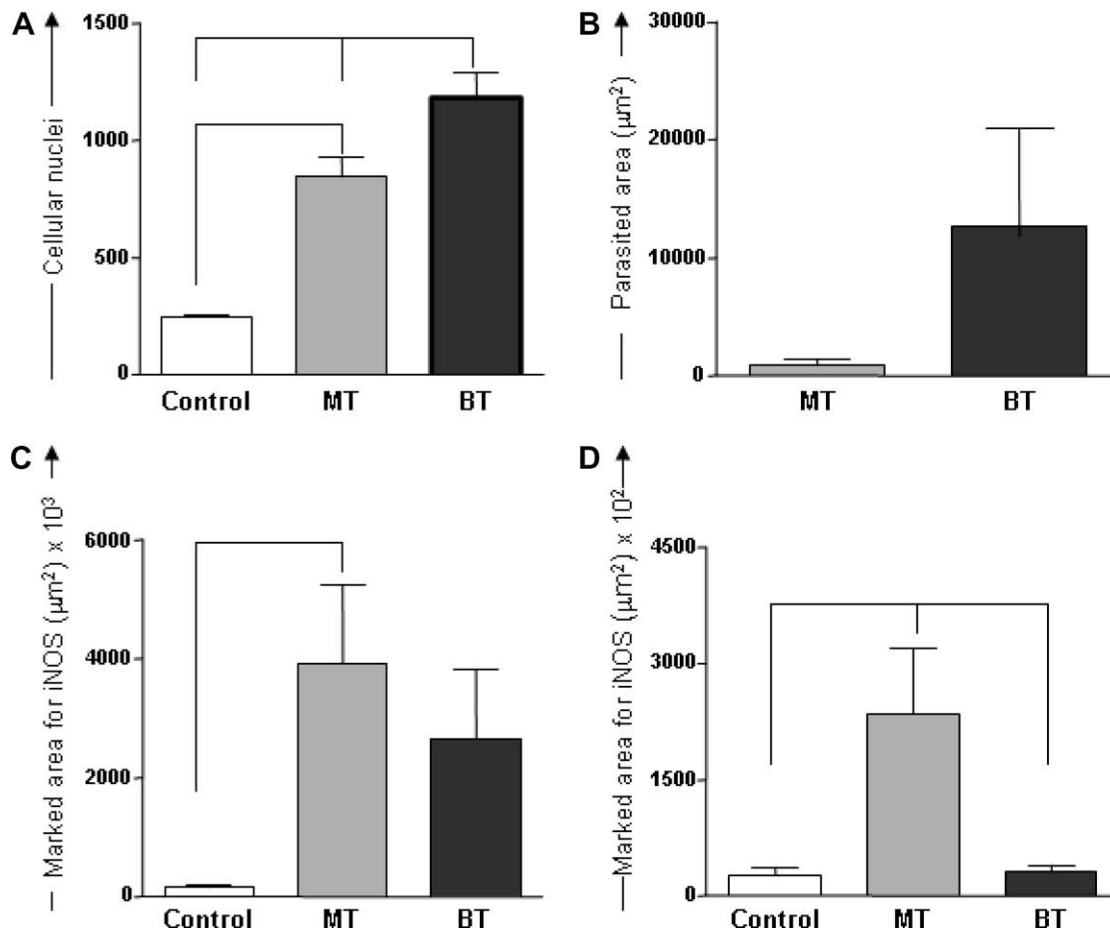 A
Cellular nuclei
1500
1000
500
0
Control MT BT
B
Parasited area (μm²)
30000
20000
10000
0
MT BT
C
Marked area for iNOS (μm²) x 10³
6000
4000
2000
0
Control MT BT
D
Marked area for iNOS (μm²) x 10²
4500
3000
1500
0
Control MT BT